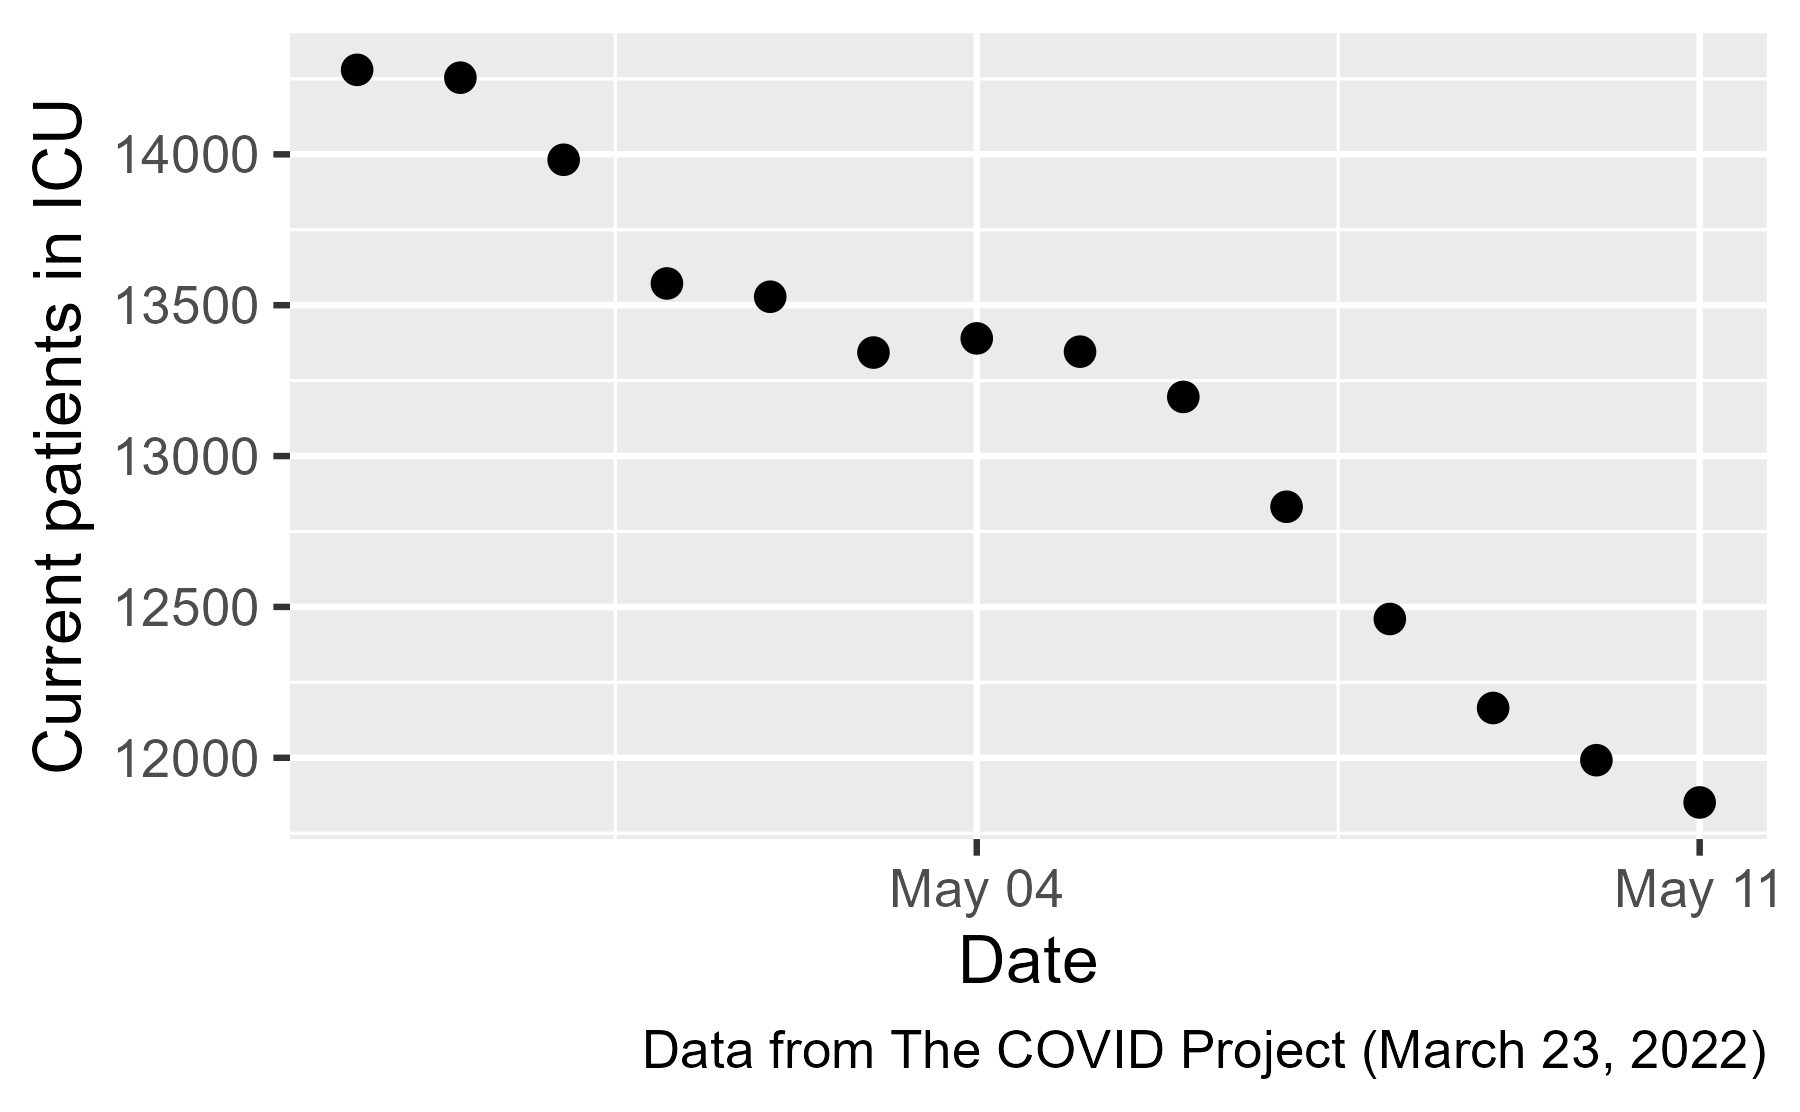 Current patients in ICU
14000
13500
13000
12500
12000
May 04
May 11
Date
Data from The COVID Project (March 23, 2022)